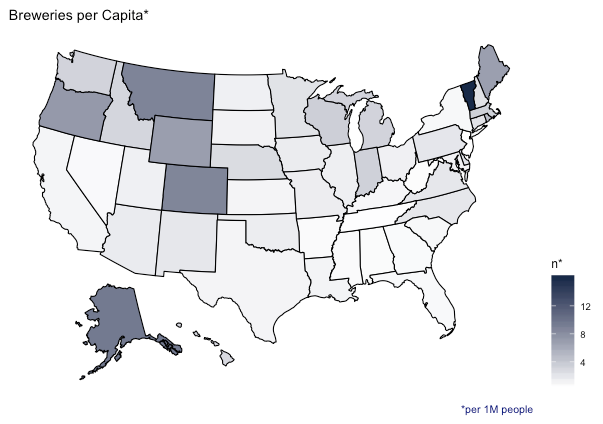 Breweries per Capita*
n*
12
8
4
*per 1M people